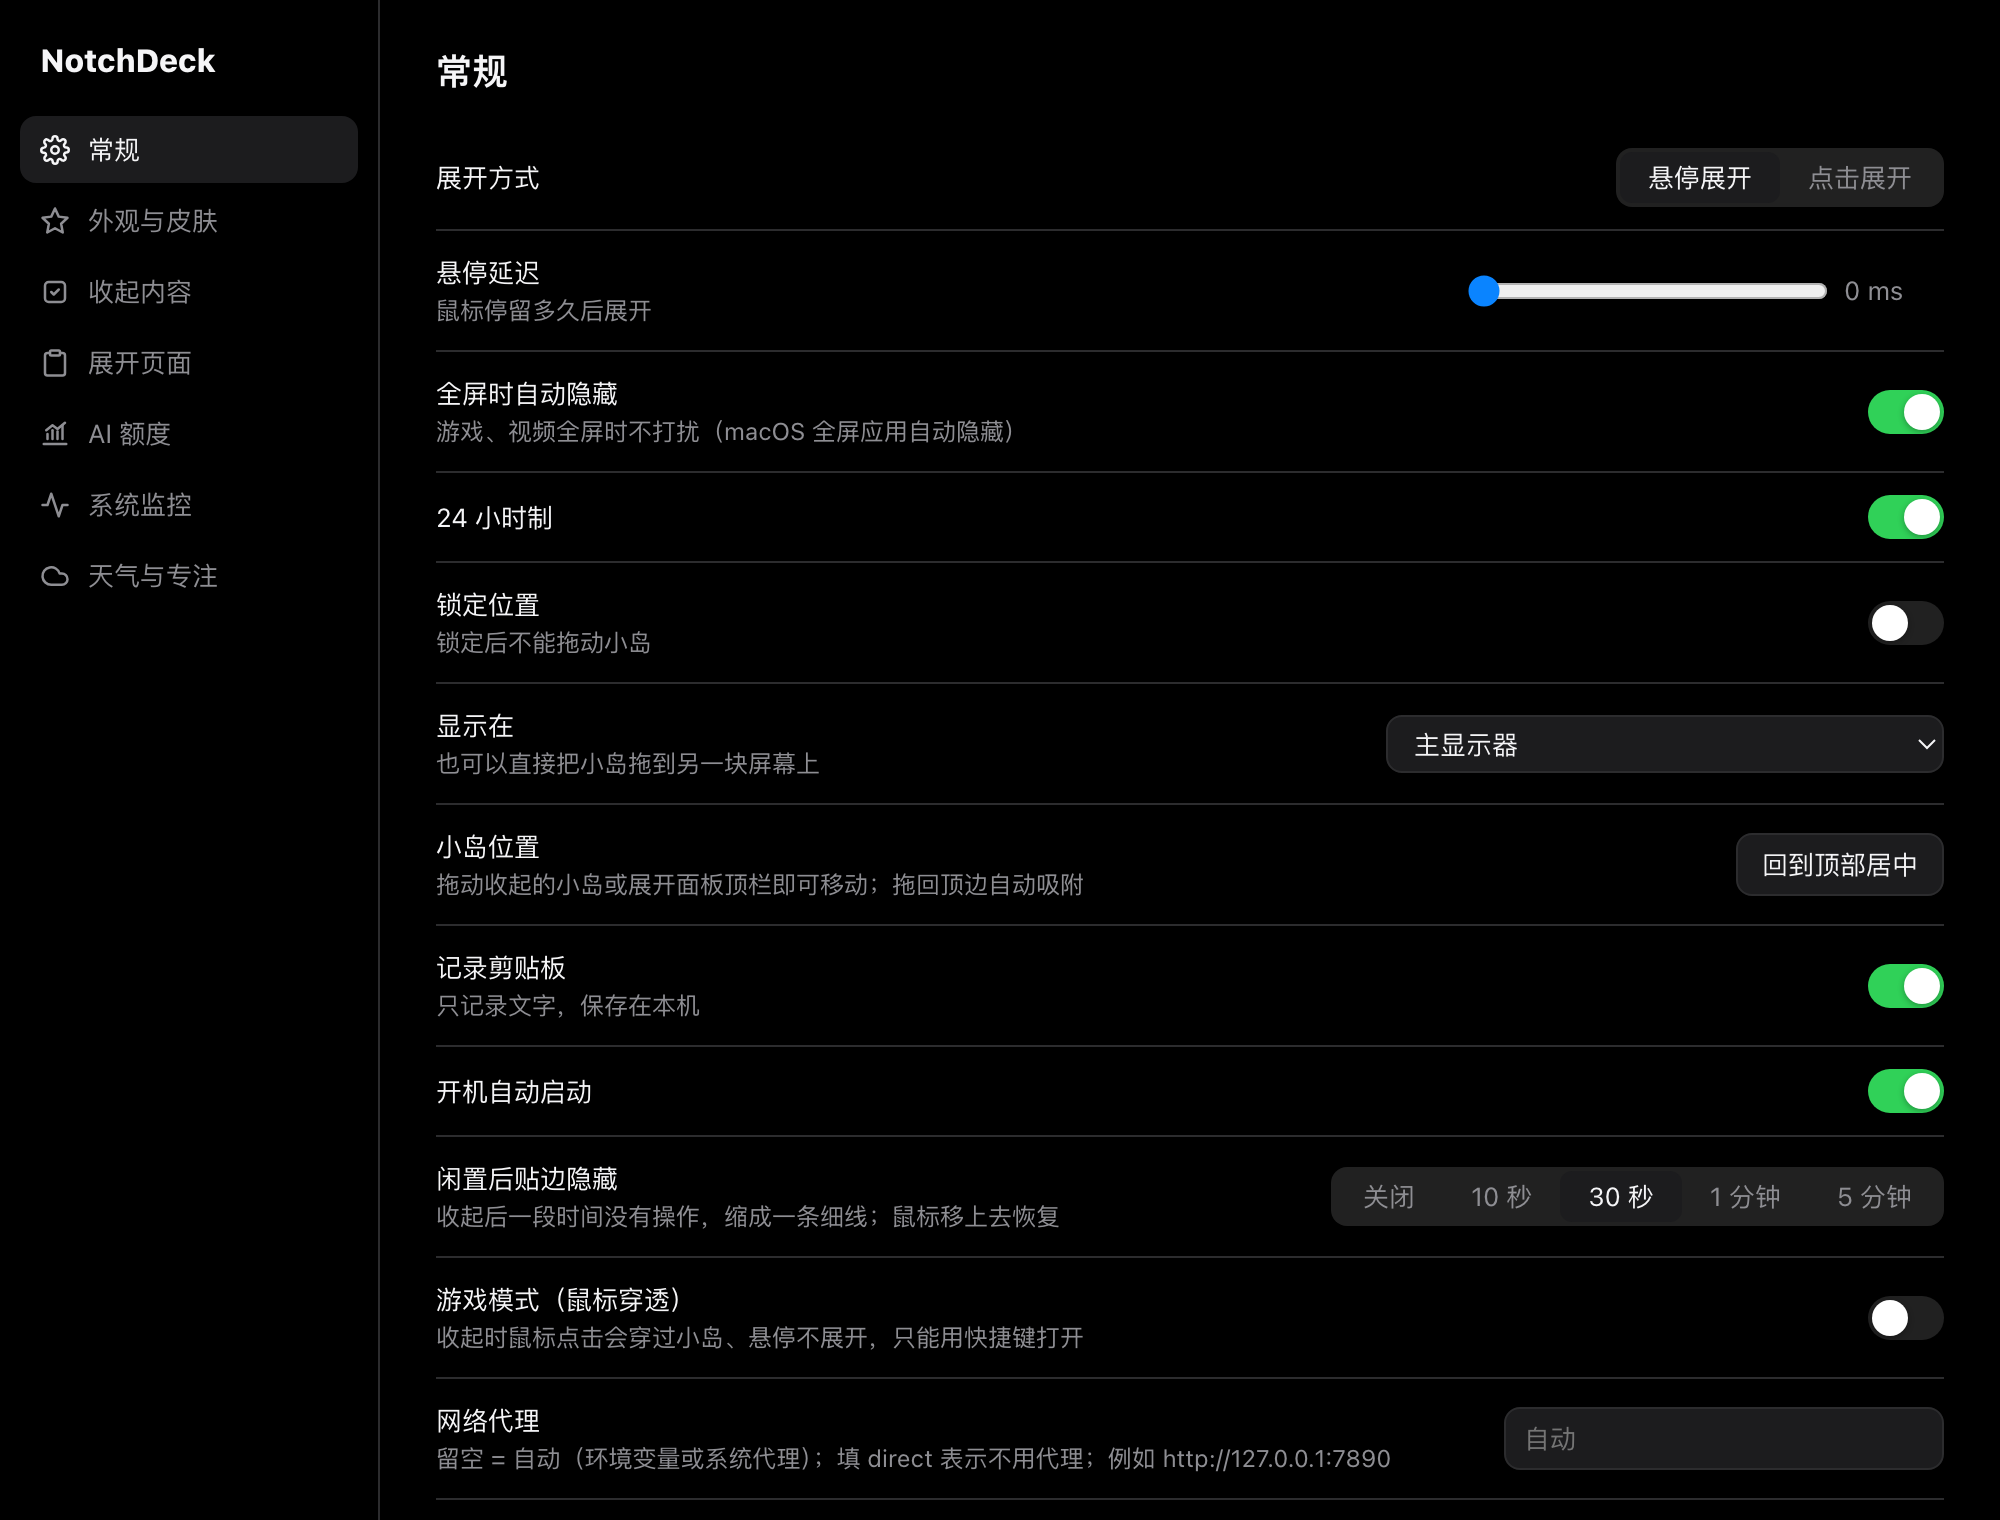 NotchDeck
常规
外观与皮肤
收起内容
展开页面
AI 额度
系统监控
天气与专注
常规
展开方式
悬停展开
点击展开
悬停延迟
鼠标停留多久后展开
0 ms
全屏时自动隐藏
游戏、视频全屏时不打扰（macOS 全屏应用自动隐藏）
24 小时制
锁定位置
锁定后不能拖动小岛
显示在
也可以直接把小岛拖到另一块屏幕上
主显示器
小岛位置
拖动收起的小岛或展开面板顶栏即可移动；拖回顶边自动吸附
回到顶部居中
记录剪贴板
只记录文字，保存在本机
开机自动启动
闲置后贴边隐藏
收起后一段时间没有操作，缩成一条细线；鼠标移上去恢复
关闭
10 秒
30 秒
1 分钟
5 分钟
游戏模式（鼠标穿透）
收起时鼠标点击会穿过小岛、悬停不展开，只能用快捷键打开
网络代理
留空 = 自动（环境变量或系统代理）；填 direct 表示不用代理；例如 http://127.0.0.1:7890
自动